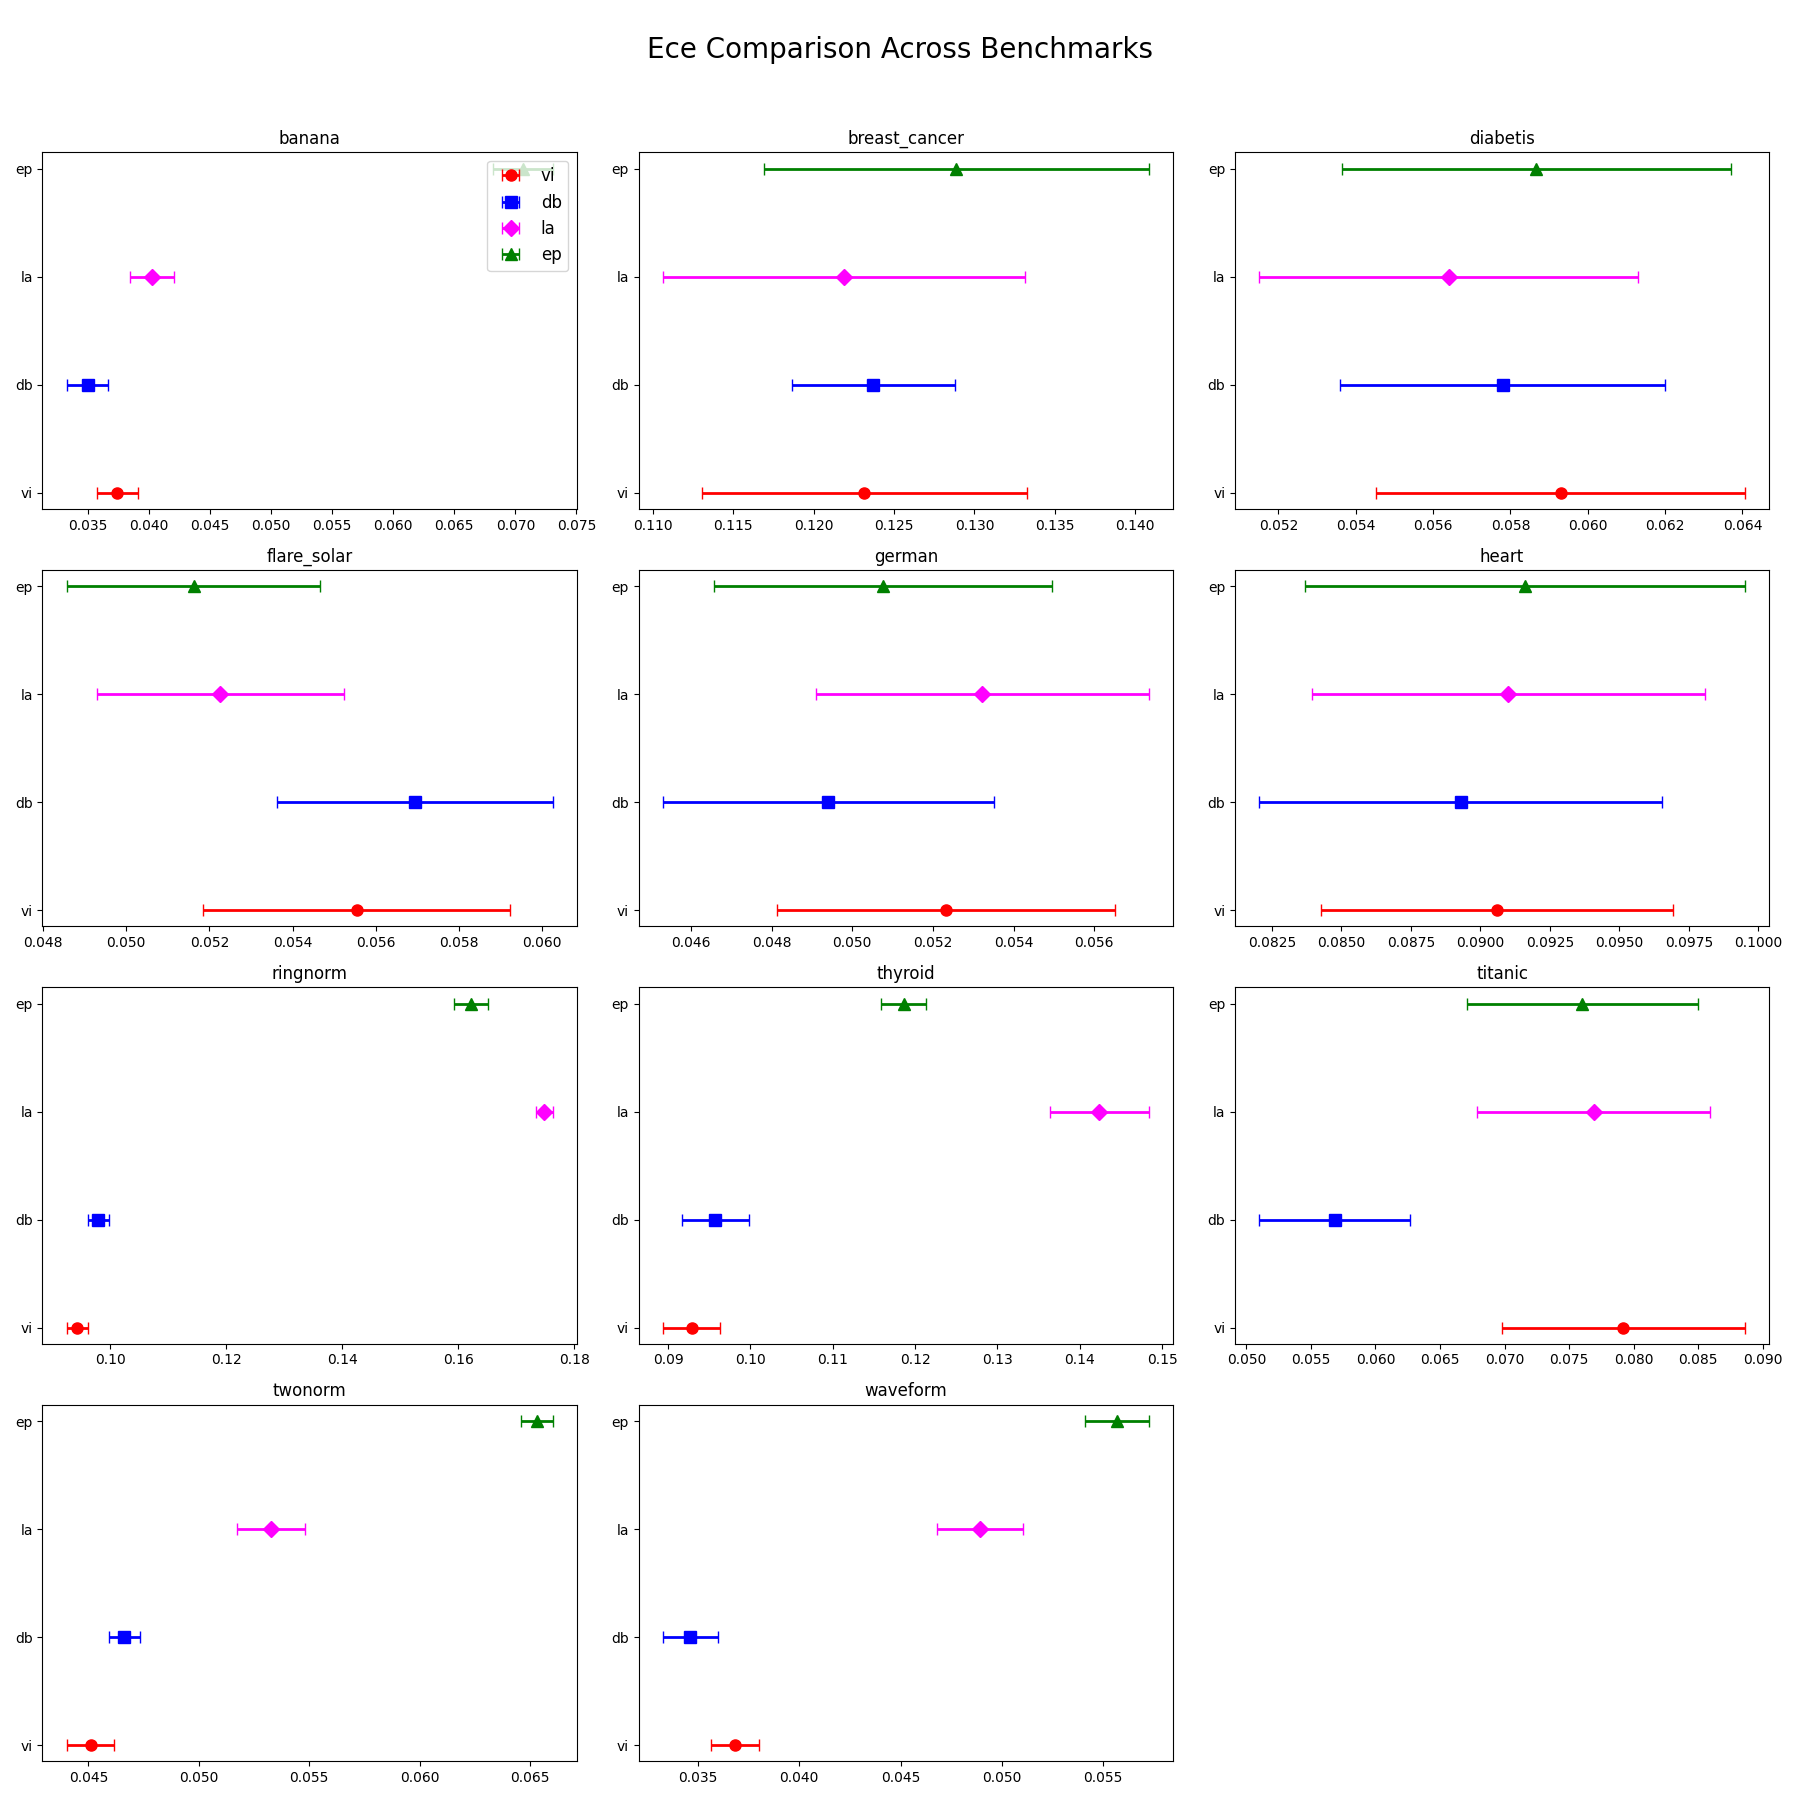 Ece Comparison Across Benchmarks
banana
ep
la
db
vi
vi
db
la
ep
0.035 0.040 0.045 0.050 0.055 0.060 0.065 0.070 0.075
breast_cancer
ep
la
db
vi
0.110 0.115 0.120 0.125 0.130 0.135 0.140
diabetis
ep
la
db
vi
0.052 0.054 0.056 0.058 0.060 0.062 0.064
flare_solar
ep
la
db
vi
0.048 0.050 0.052 0.054 0.056 0.058 0.060
german
ep
la
db
vi
0.046 0.048 0.050 0.052 0.054 0.056
heart
ep
la
db
vi
0.0825 0.0850 0.0875 0.0900 0.0925 0.0950 0.0975 0.1000
ringnorm
ep
la
db
vi
0.10 0.12 0.14 0.16 0.18
thyroid
ep
la
db
vi
0.09 0.10 0.11 0.12 0.13 0.14 0.15
titanic
ep
la
db
vi
0.050 0.055 0.060 0.065 0.070 0.075 0.080 0.085 0.090
twonorm
ep
la
db
vi
0.045 0.050 0.055 0.060 0.065
waveform
ep
la
db
vi
0.035 0.040 0.045 0.050 0.055